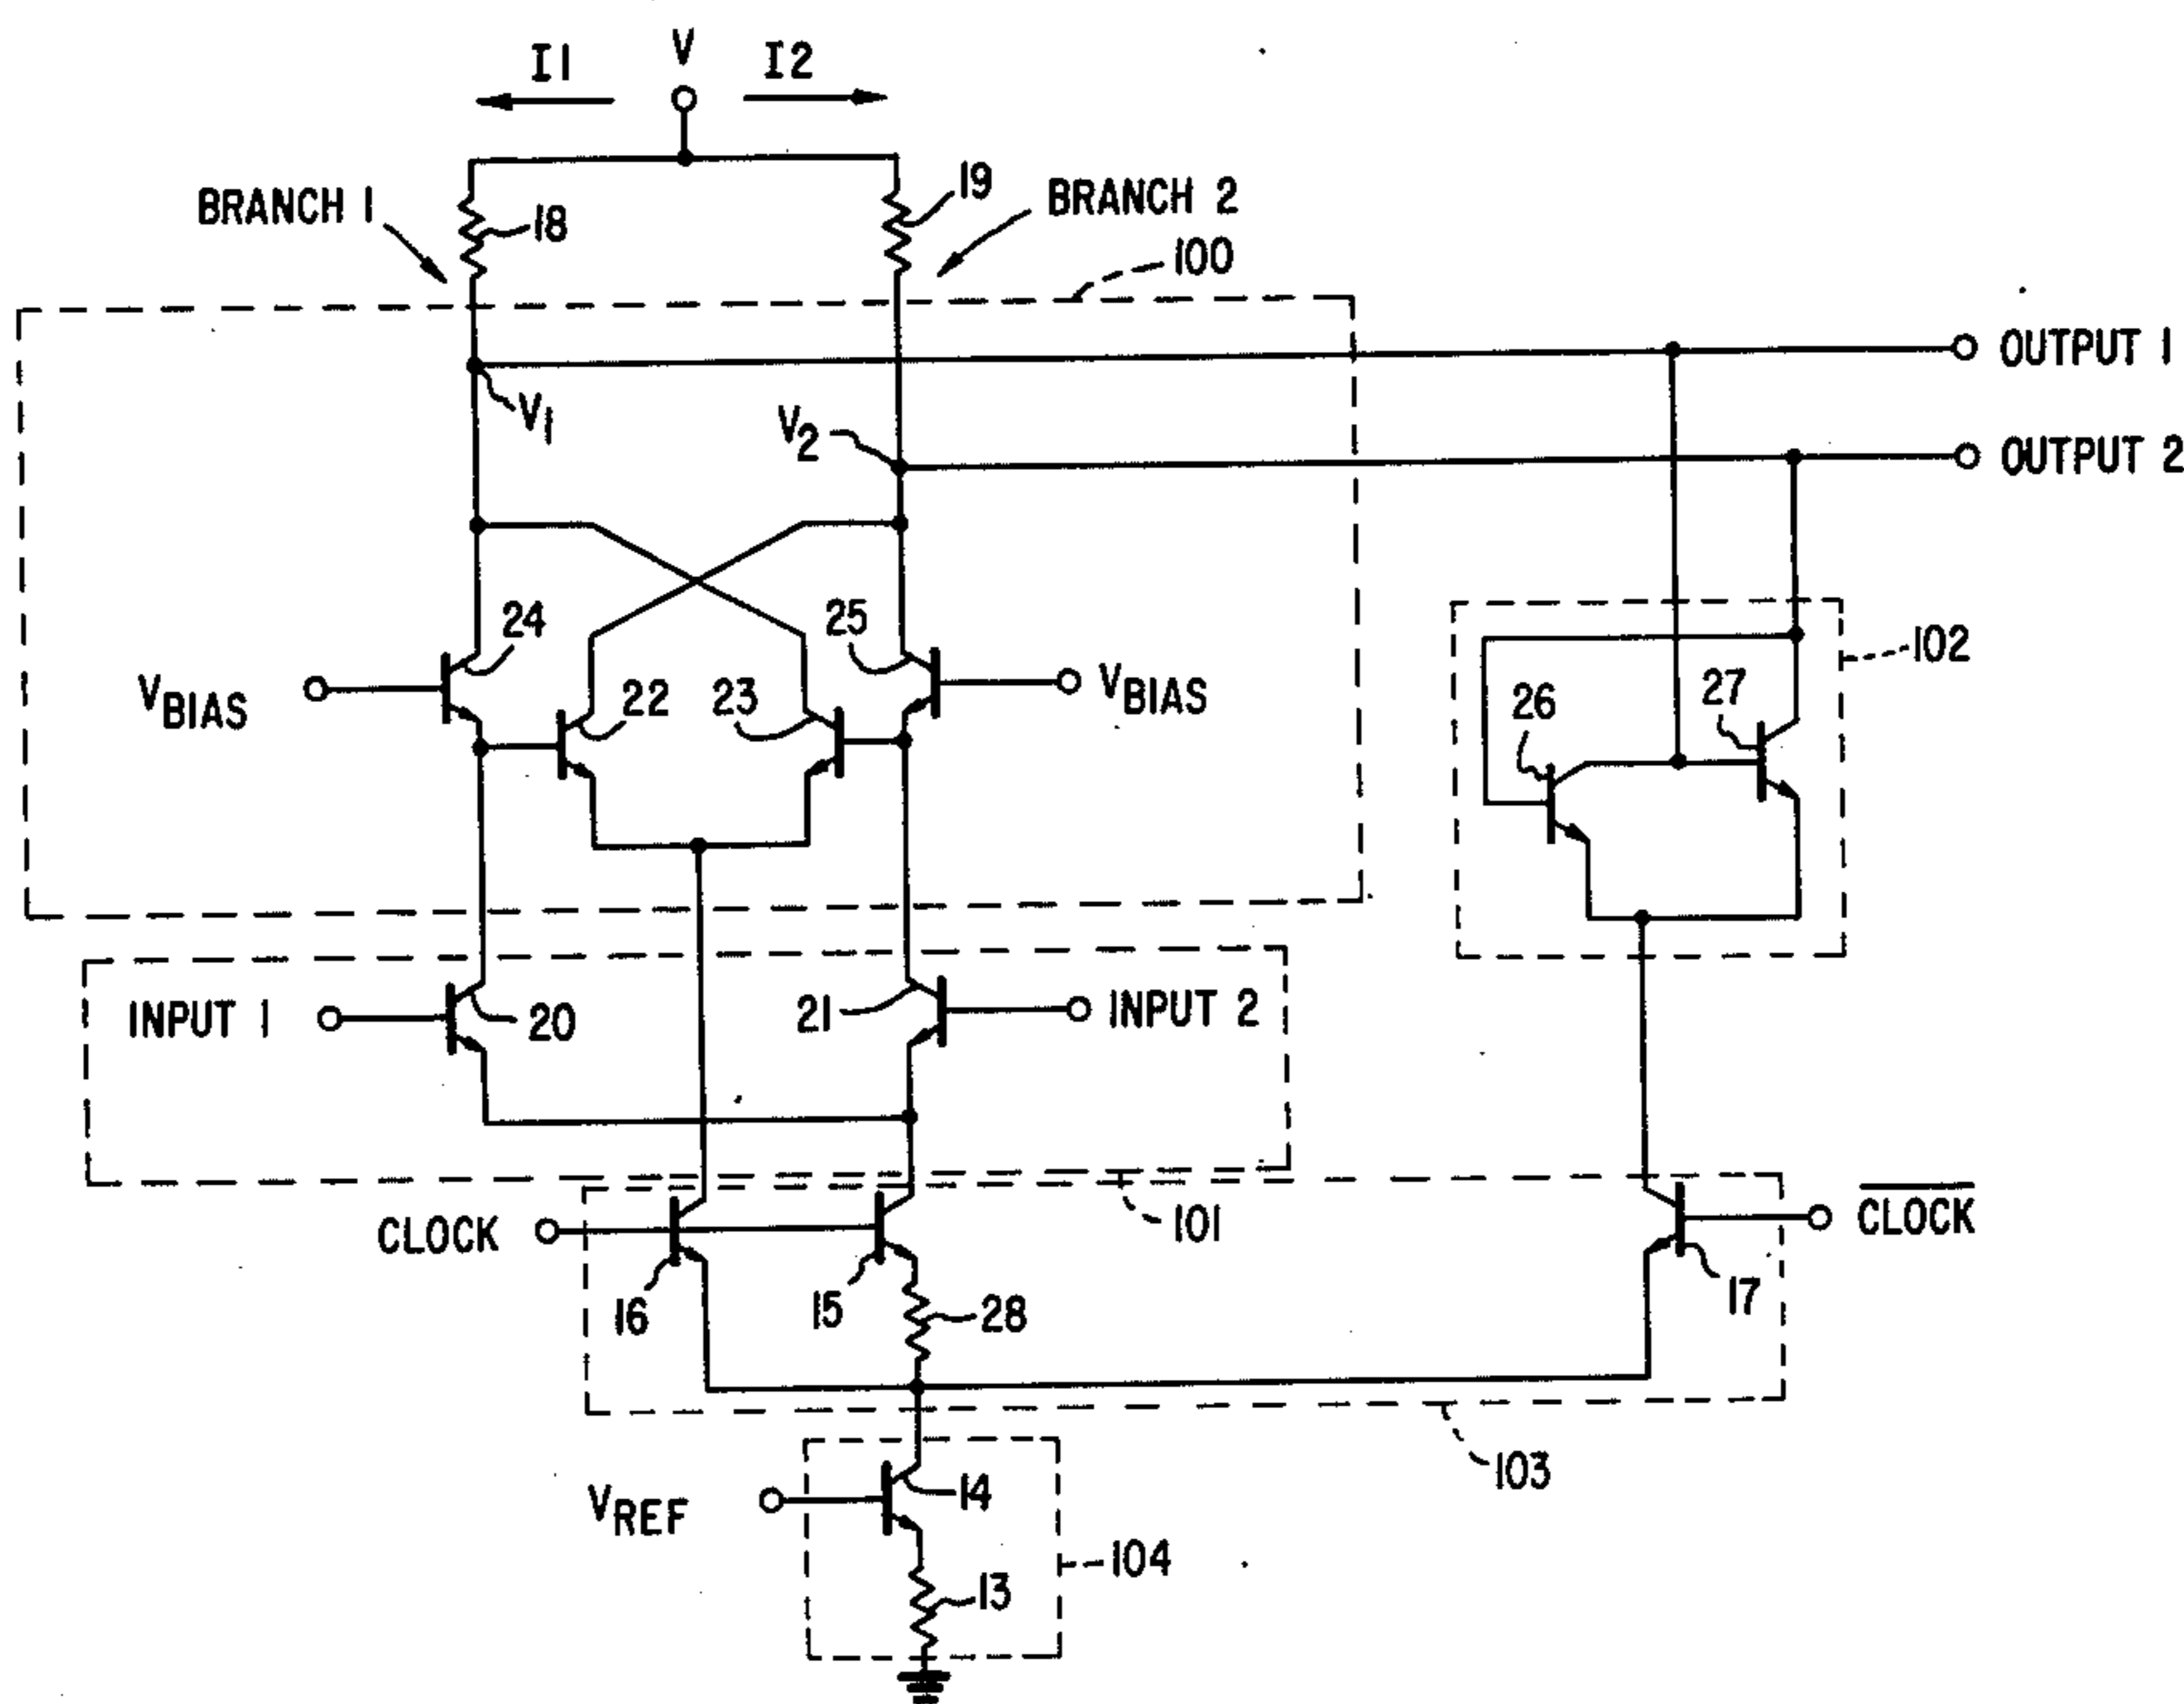 I1
V
I2
BRANCH 1
18
19
BRANCH 2
100
OUTPUT 1
V1
V2
OUTPUT 2
24
25
102
VBIAS
22
23
VBIAS
26
27
INPUT 1
20
21
INPUT 2
CLOCK
16
15
101
CLOCK
17
28
103
VREF
14
104
13